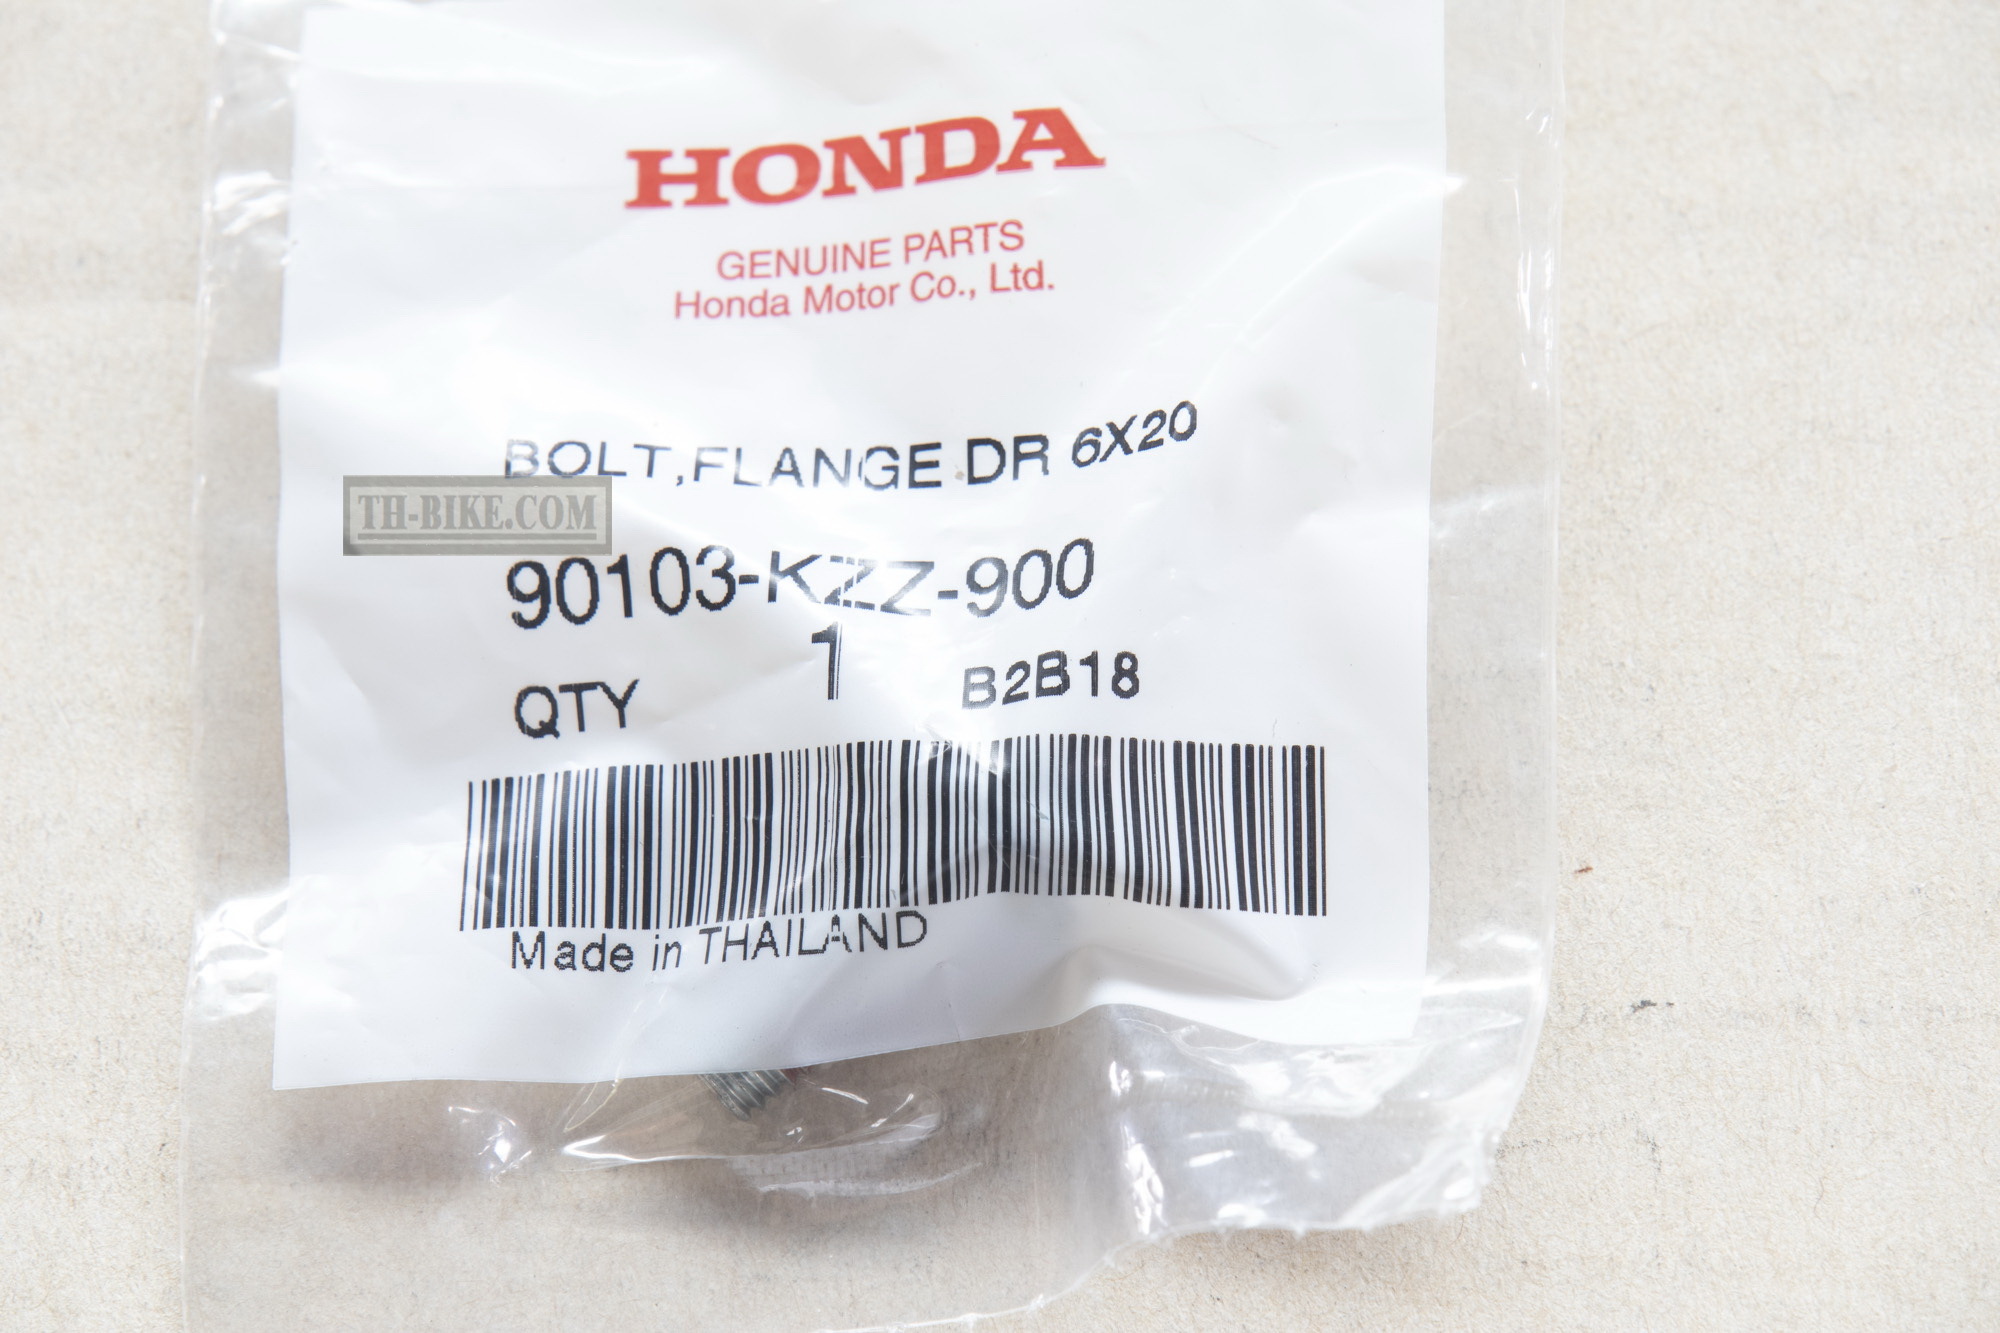 HONDA
GENUINE PARTS
Honda Motor Co., Ltd.
BOLT,FLANGE DR 6X20
TH-BIKE.COM
90103-KZZ-900
QTY 1 B2B18
Made in THAILAND